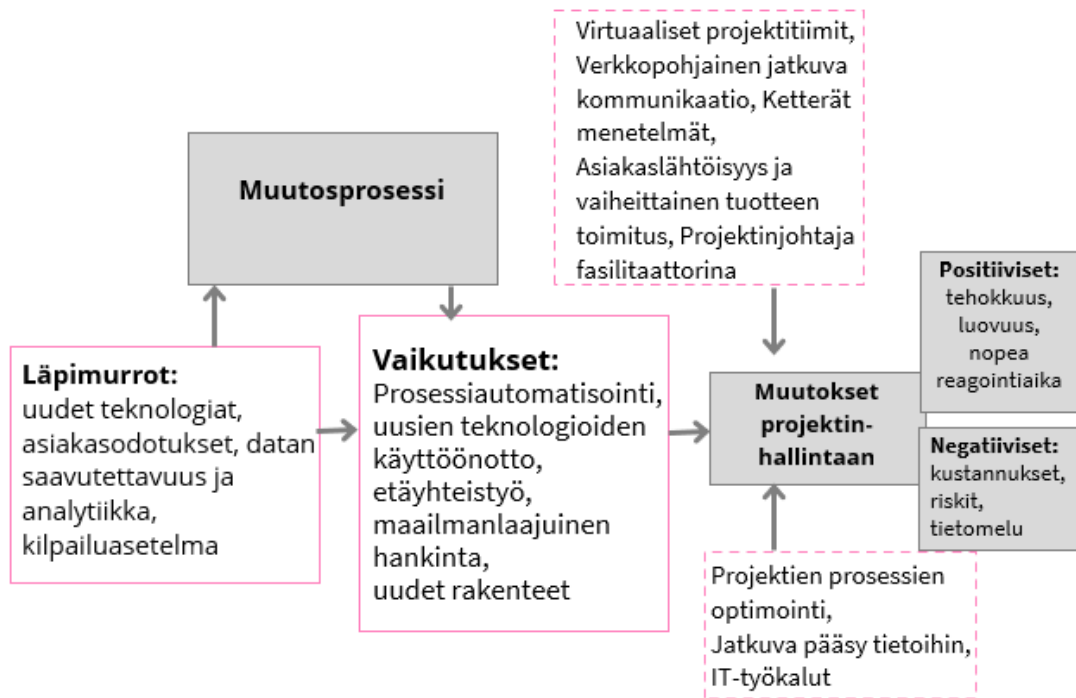 Muutosprosessi
Läpimurrot:
uudet teknologiat,
asiakasodotukset, datan
saavutettavuus ja
analytiikka,
kilpailuasetelma
Vaikutukset:
Prosessiautomatisointi,
uusien teknologioiden
käyttöönotto,
etäyhteistyö,
maailmanlaajuinen
hankinta,
uudet rakenteet
Virtuaaliset projektitiimit,
Verkkopohjainen jatkuva
kommunikaatio, Ketterät
menetelmät,
Asiakaslähtöisyys ja
vaiheittainen tuotteen
toimitus, Projektinjohtaja
fasilitaattorina
Muutokset
projektin-
hallintaan
Positiiviset:
tehokkuus,
luovuus,
nopea
reagointiaika
Negatiiviset:
kustannukset,
riskit,
tietomelu
Projektien prosessien
optimointi,
Jatkuva pääsy tietoihin,
IT-työkalut